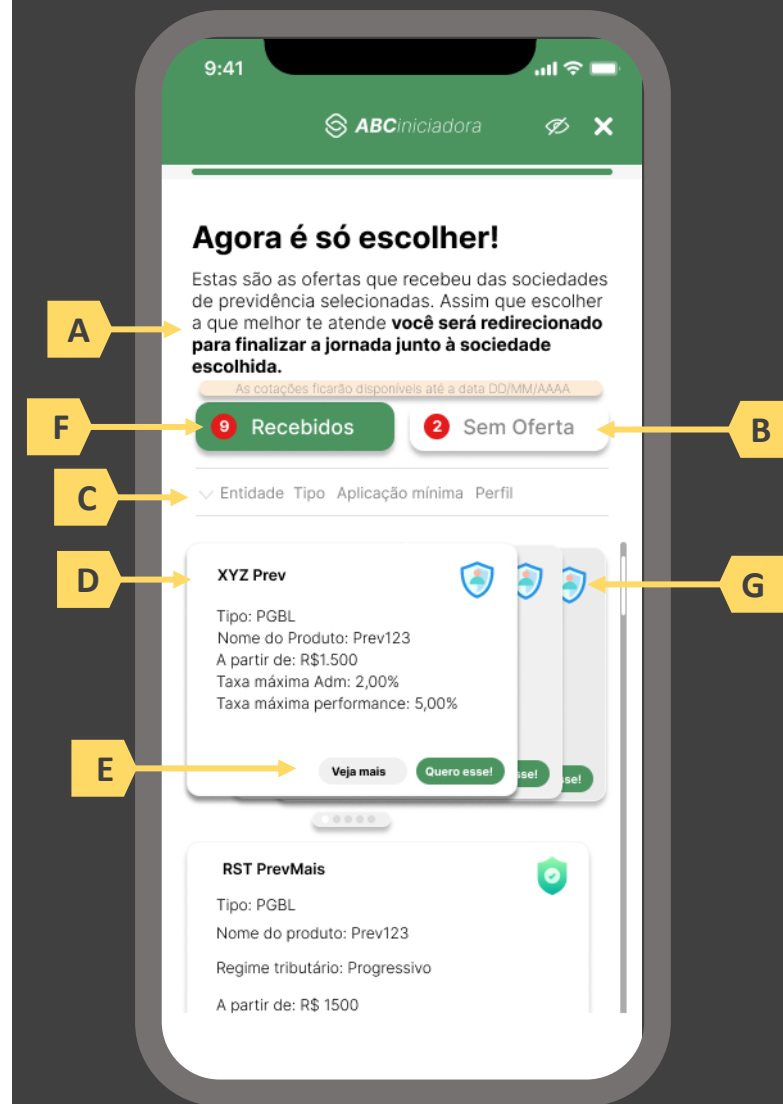 9:41
ABCiniciadora
Agora é só escolher!
Estas são as ofertas que recebeu das sociedades
de previdência selecionadas. Assim que escolher
a que melhor te atende você será redirecionado
para finalizar a jornada junto à sociedade
escolhida.
A
As cotações ficarão disponíveis até a data DD/MM/AAAA
F
9 Recebidos
2 Sem Oferta
B
C
Entidade Tipo Aplicação mínima Perfil
D
XYZ Prev
G
Tipo: PGBL
Nome do Produto: Prev123
A partir de: R$1.500
Taxa máxima Adm: 2,00%
Taxa máxima performance: 5,00%
E
Veja mais
Quero esse!
sse!
sse!
RST PrevMais
Tipo: PGBL
Nome do produto: Prev123
Regime tributário: Progressivo
A partir de: R$ 1500